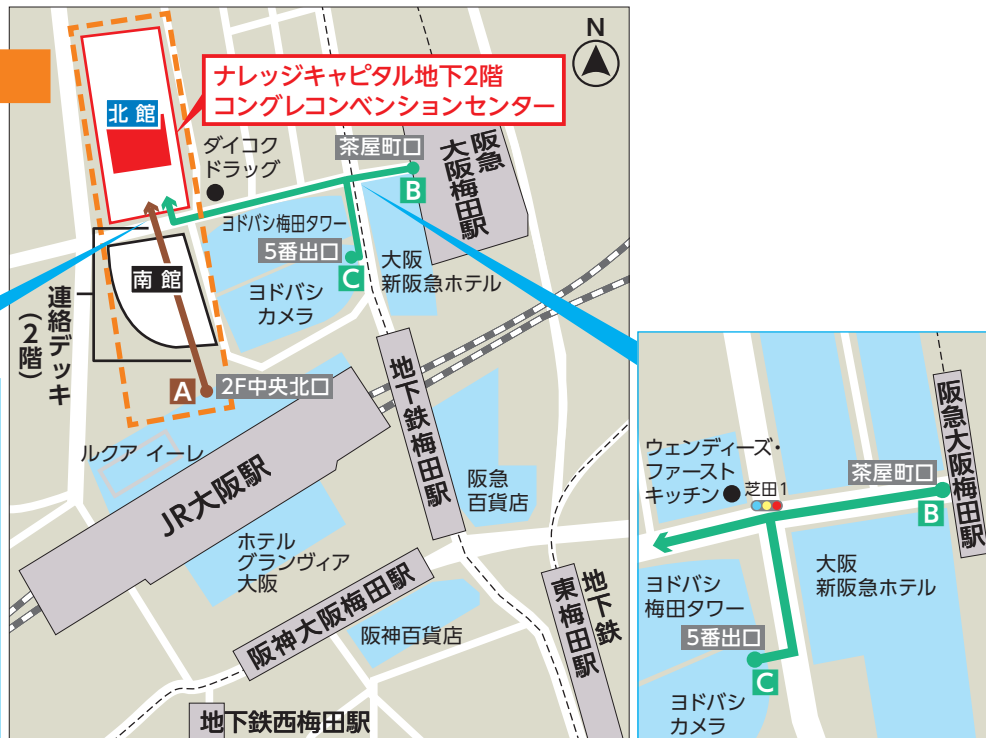 N
ナレッジキャピタル地下2階
コングレコンベンションセンター
北館
ダイコク
ドラッグ
茶屋町口
B
阪急
大阪梅田駅
ヨドバシ梅田タワー
5番出口
C
大阪
新阪急ホテル
南館
ヨドバシ
カメラ
連絡デッキ
(2階)
A
2F中央北口
地下鉄梅田駅
ルクア イーレ
JR大阪駅
阪急
百貨店
ホテル
グランヴィア
大阪
阪神大阪梅田駅
阪神百貨店
地下鉄
東梅田駅
地下鉄西梅田駅
阪急大阪梅田駅
ウェンディーズ・
ファースト
キッチン
芝田1
茶屋町口
B
大阪
新阪急ホテル
ヨドバシ
梅田タワー
5番出口
C
ヨドバシ
カメラ